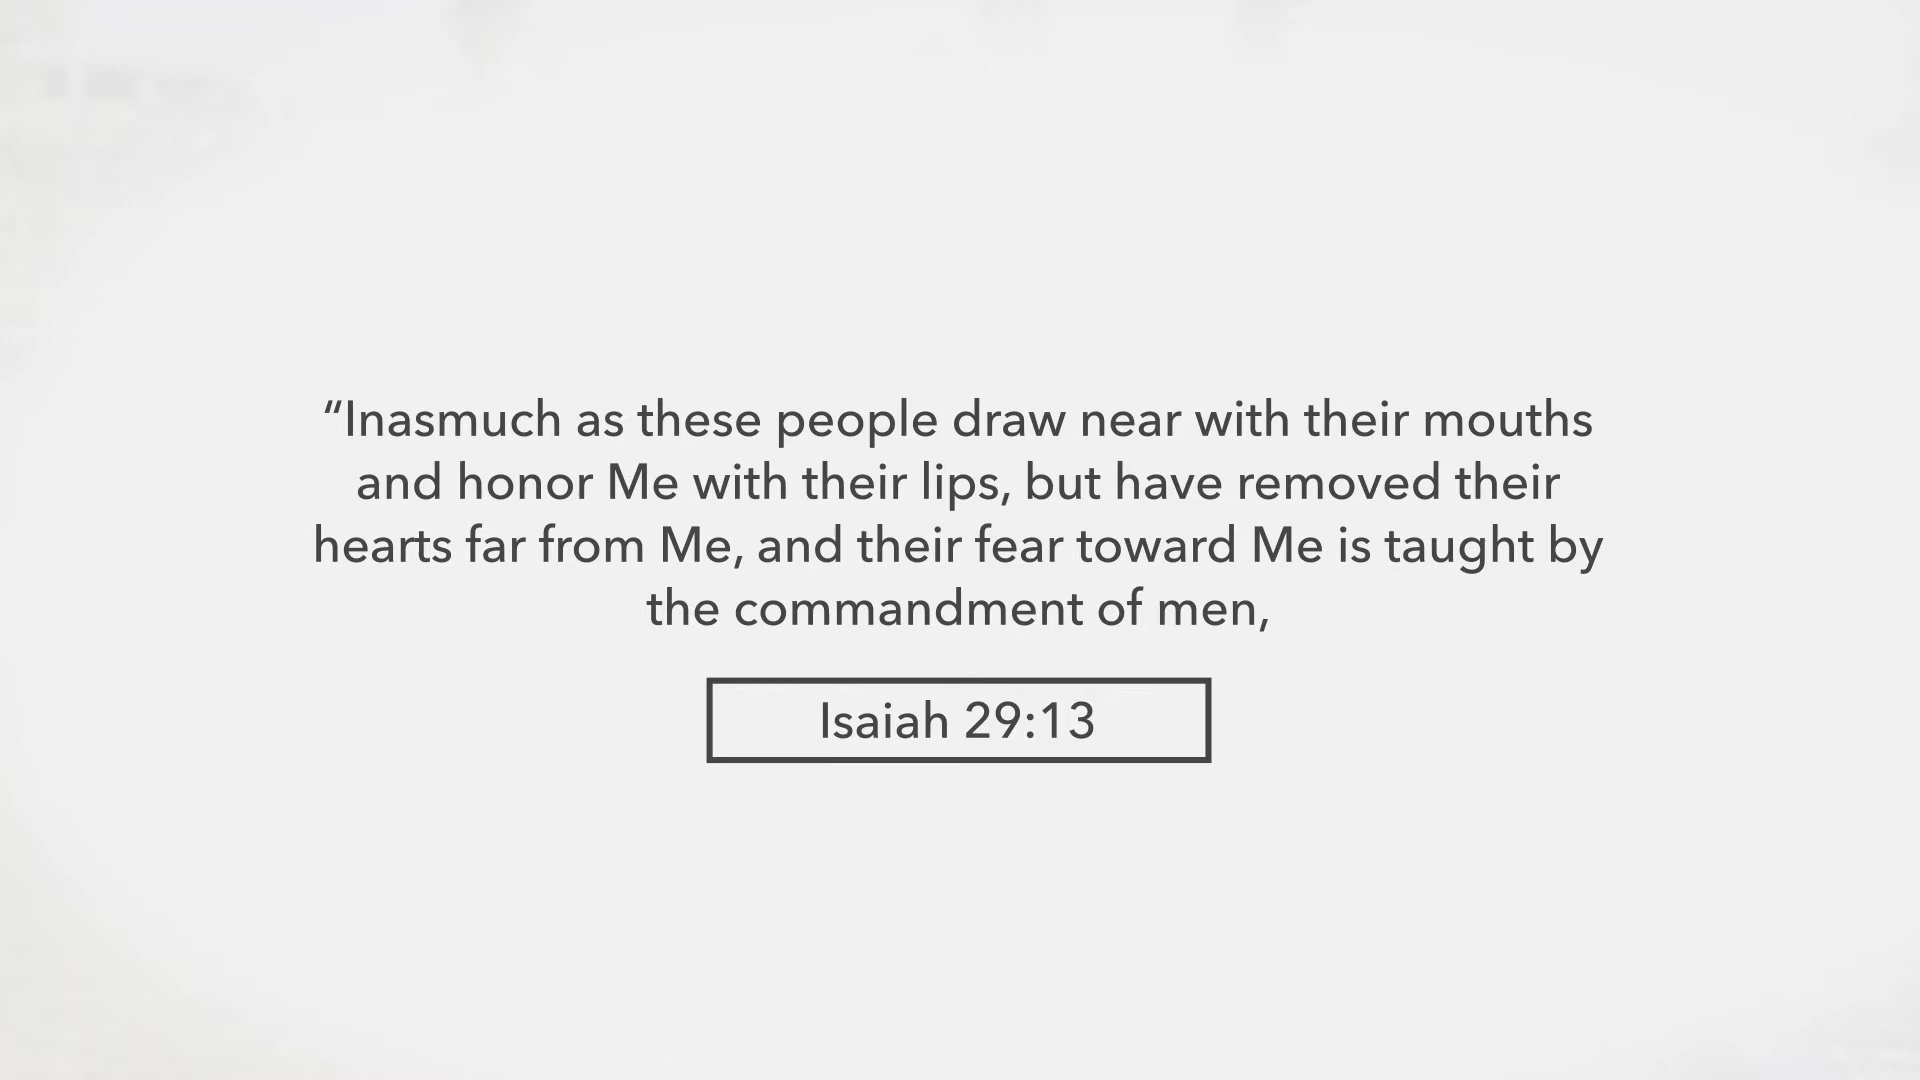 “Inasmuch as these people draw near with their mouths
and honor Me with their lips, but have removed their
hearts far from Me, and their fear toward Me is taught by
the commandment of men,
Isaiah 29:13